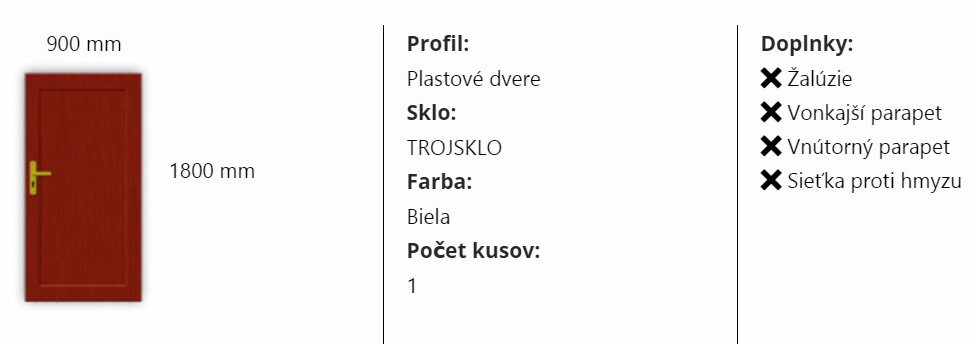 900 mm
1800 mm
Profil:
Plastové dvere
Sklo:
TROJSKLO
Farba:
Biela
Počet kusov:
1
Doplnky:
Žalúzie
Vonkajší parapet
Vnútorný parapet
Sieťka proti hmyzu